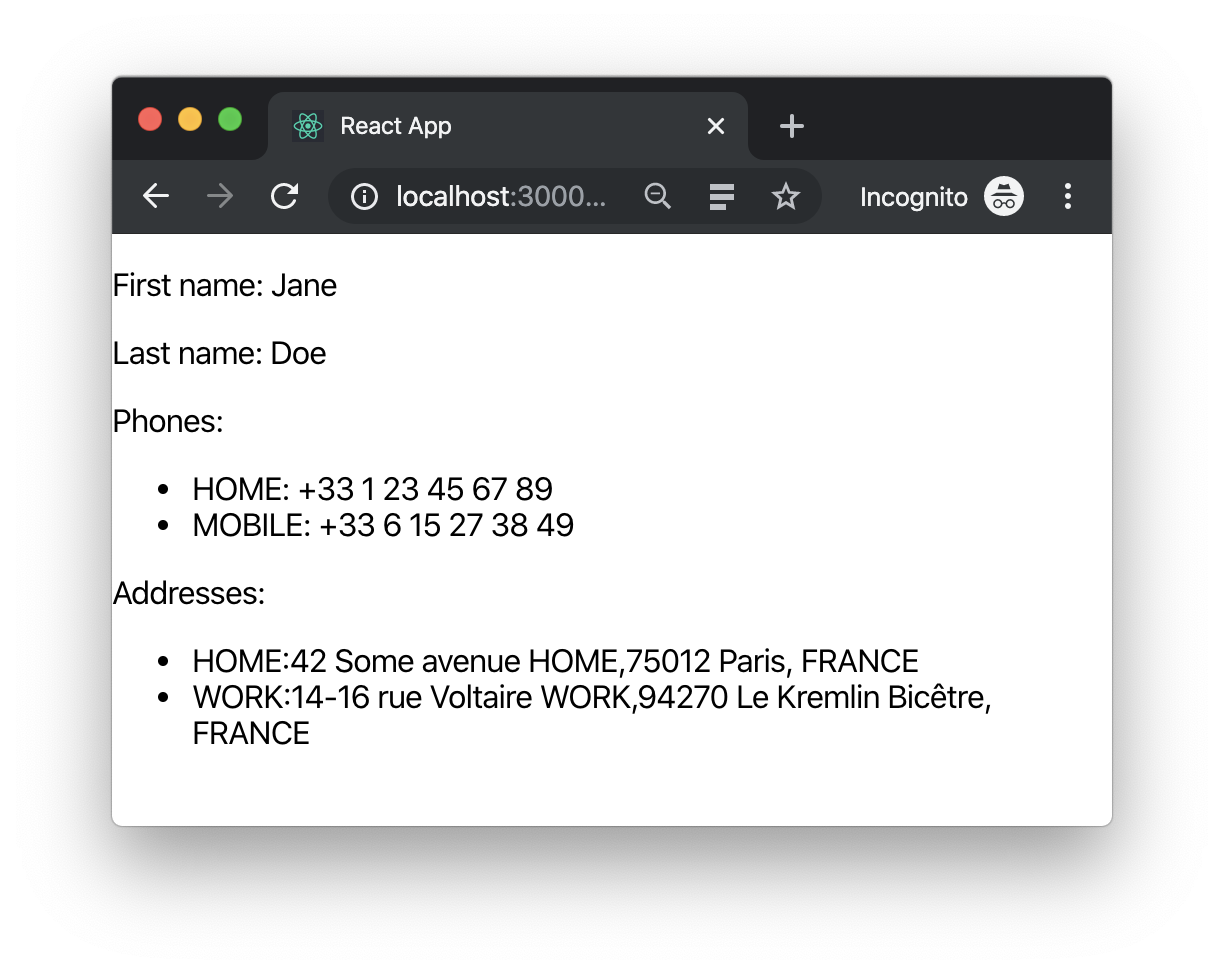 React App
localhost:3000...
Incognito
First name: Jane
Last name: Doe
Phones:
• HOME: +33 1 23 45 67 89
• MOBILE: +33 6 15 27 38 49
Addresses:
• HOME:42 Some avenue HOME,75012 Paris, FRANCE
• WORK:14-16 rue Voltaire WORK,94270 Le Kremlin Bicêtre,
FRANCE